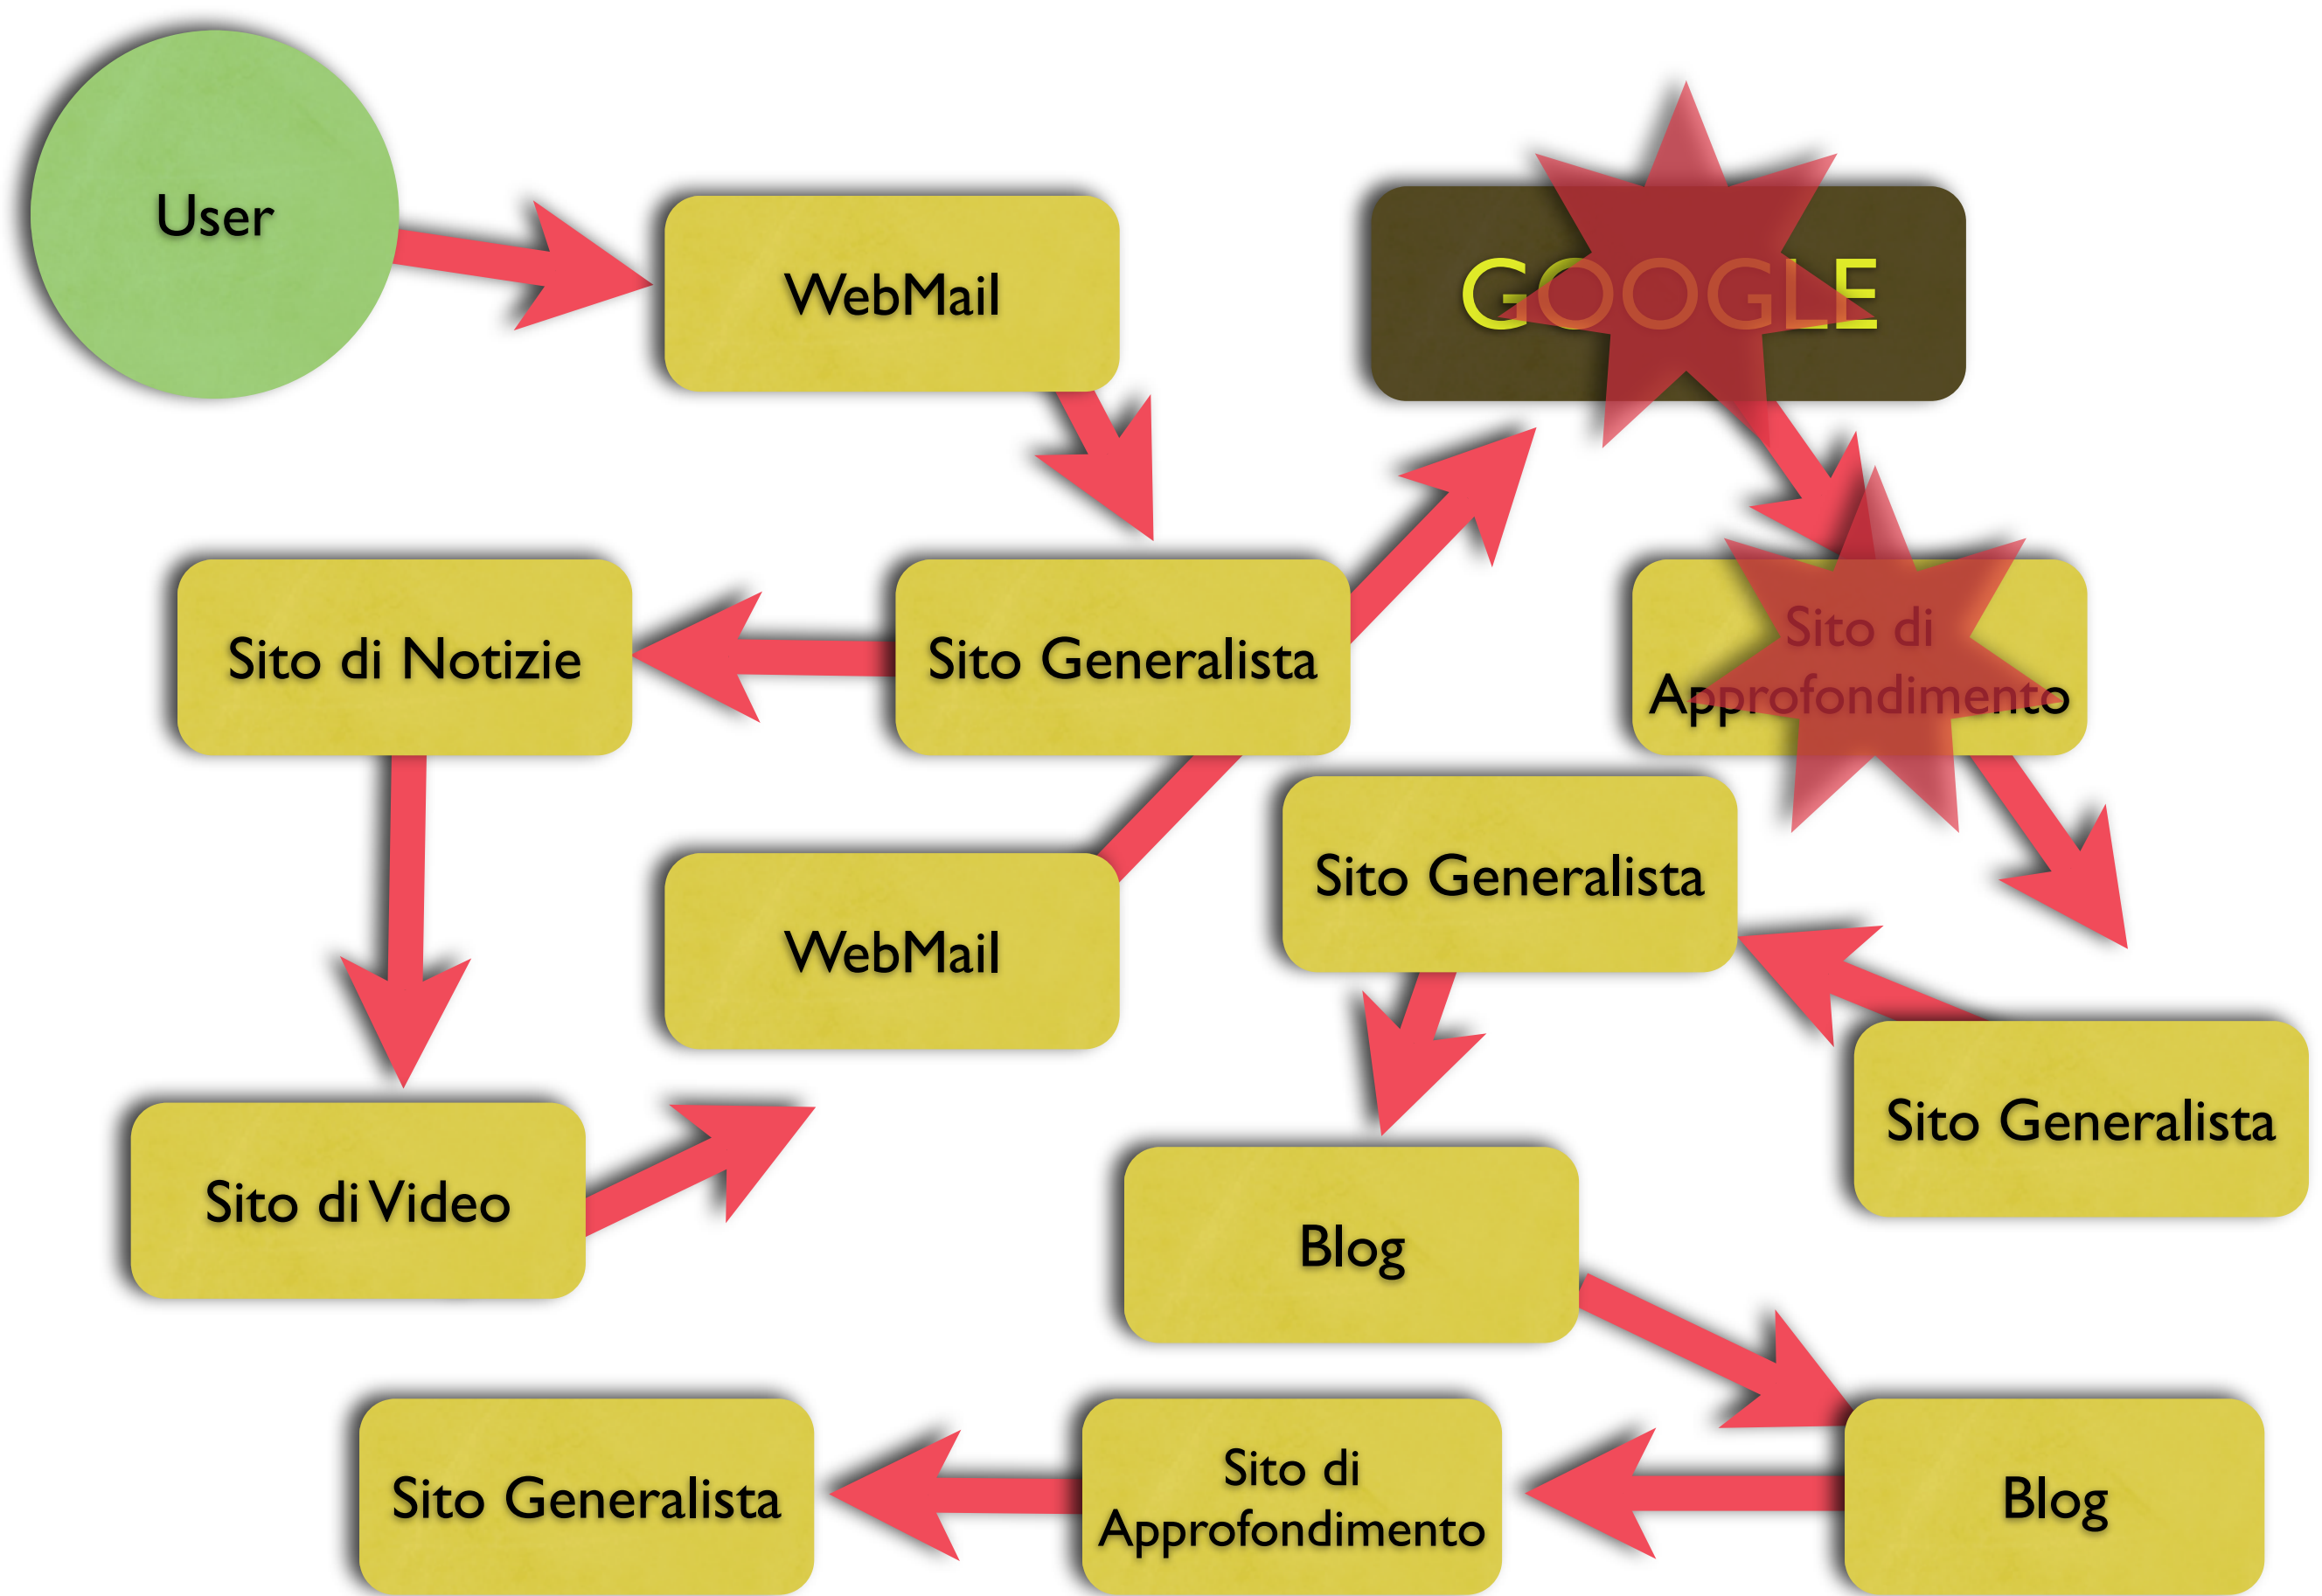 User
WebMail
GOOGLE
Sito di Notizie
Sito Generalista
Sito di
Approfondimento
Sito Generalista
WebMail
Sito Generalista
Sito di Video
Blog
Sito Generalista
Sito di
Approfondimento
Blog